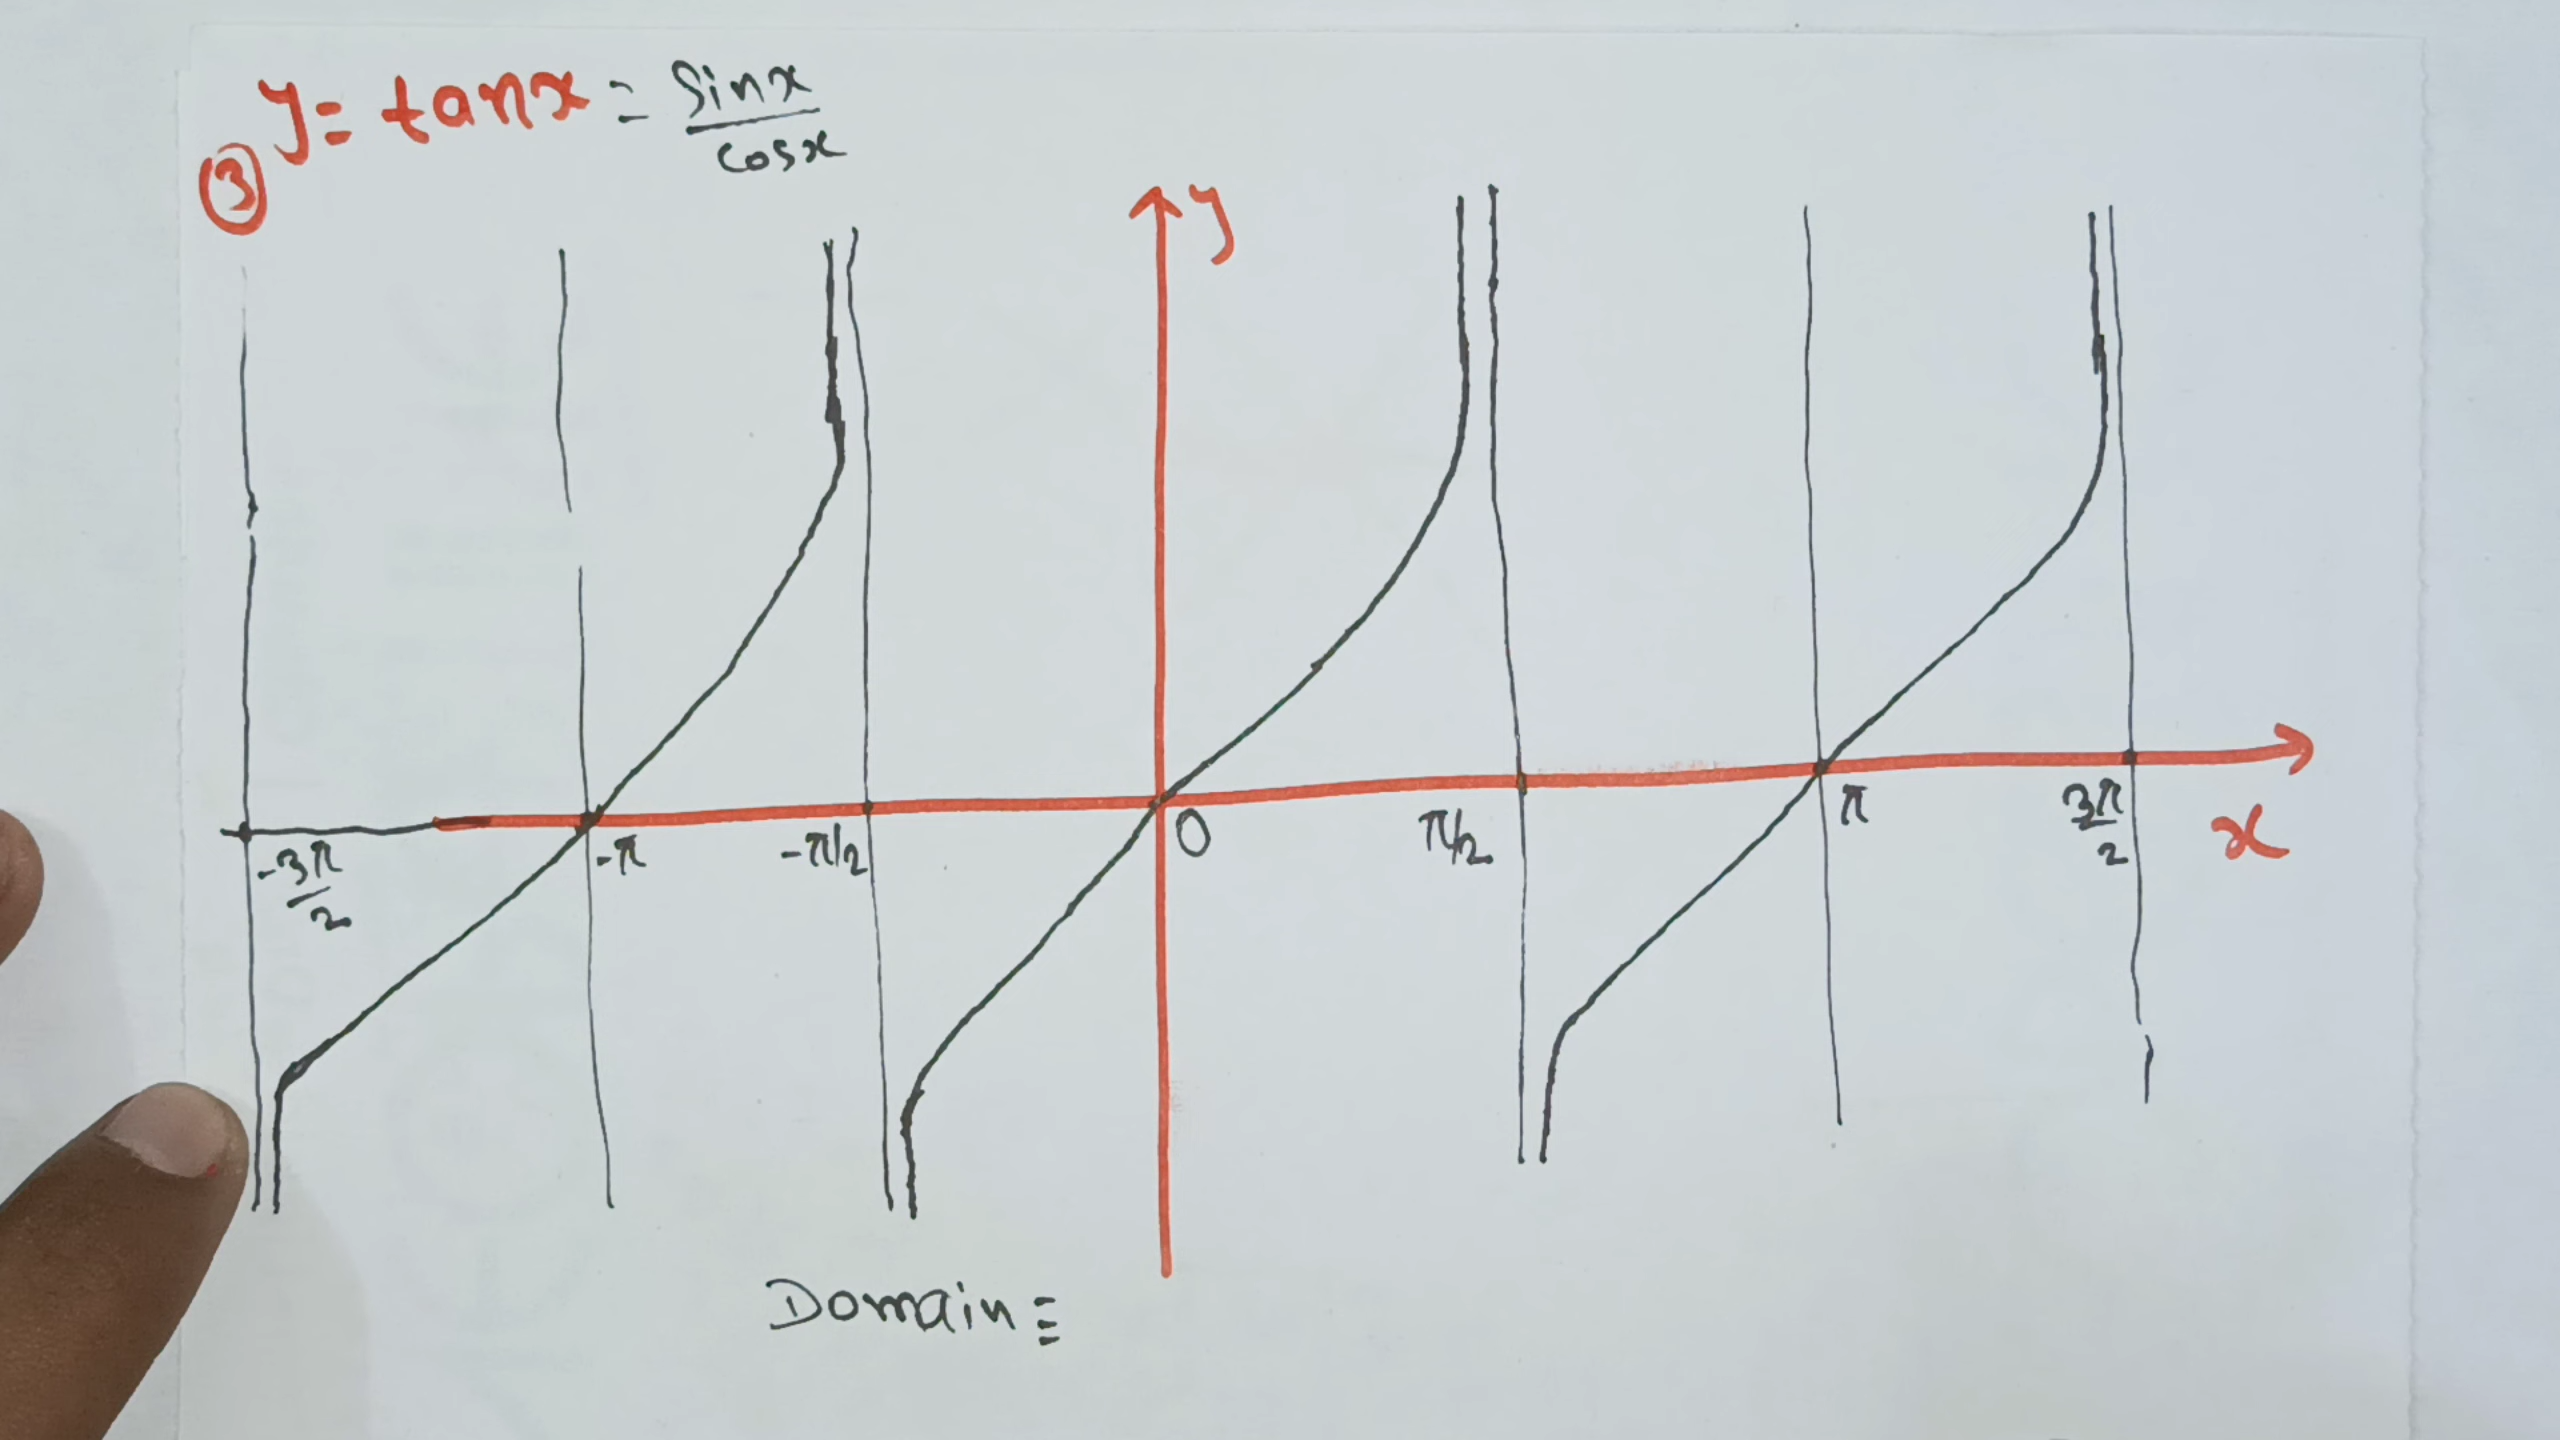 ③ y = tanx = sinx/cosx
y
-3π/2 -π -π/2 0 π/2 π 3π/2 x
Domain =